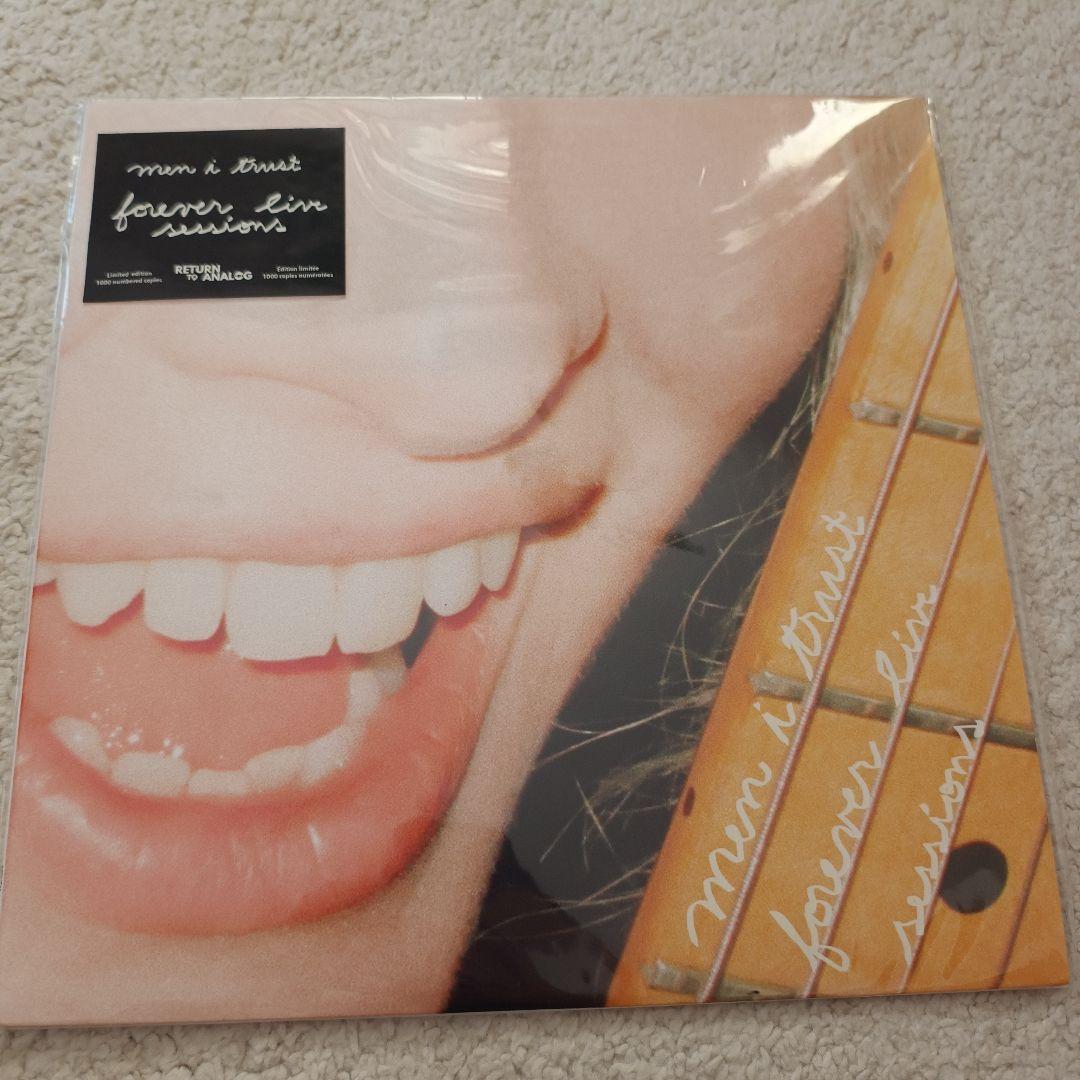 men i trust
forever live
sessions
Limited edition
1000 numbered copies
RETURN
TO ANALOG
Édition limitée
1000 copies numérotées
men i trust
forever live
sessions